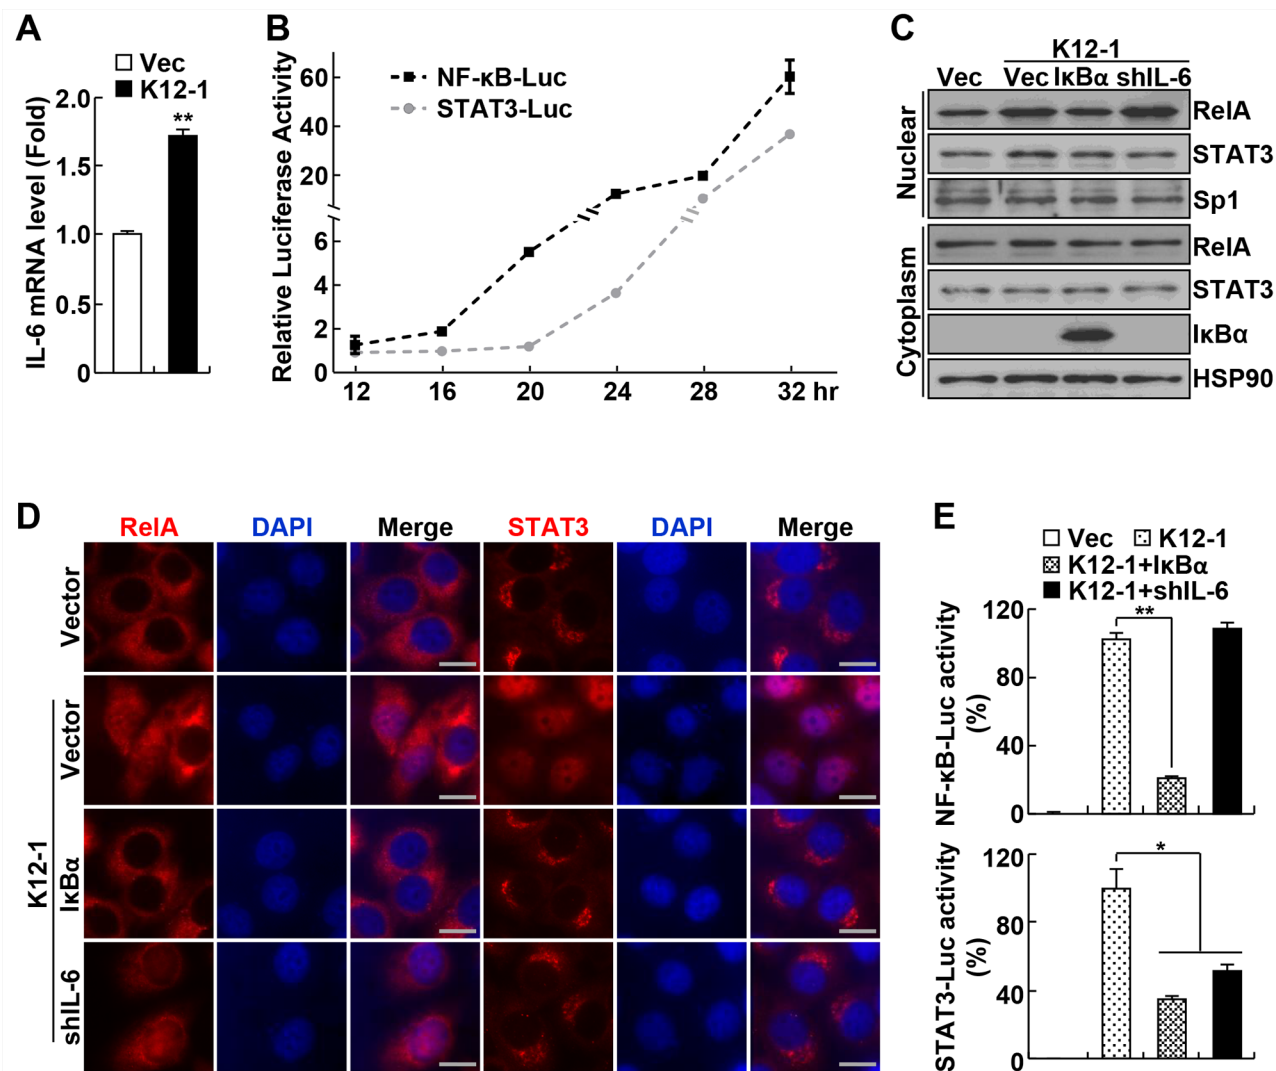 A
Vec
K12-1
IL-6 mRNA level (Fold)
2.0
1.5
1.0
0.5
0
**
B
NF-κB-Luc
STAT3-Luc
Relative Luciferase Activity
60
40
20
6
4
2
0
12 16 20 24 28 32 hr
C
K12-1
Vec Vec IκBα shIL-6
Nuclear
RelA
STAT3
Sp1
Cytoplasm
RelA
STAT3
IκBα
HSP90
D
RelA DAPI Merge STAT3 DAPI Merge
Vector
K12-1
Vector
IκBα
shIL-6
E
Vec K12-1
K12-1+IκBα
K12-1+shIL-6
NF-κB-Luc activity
(%)
120
80
40
0
**
STAT3-Luc activity
(%)
120
80
40
0
*